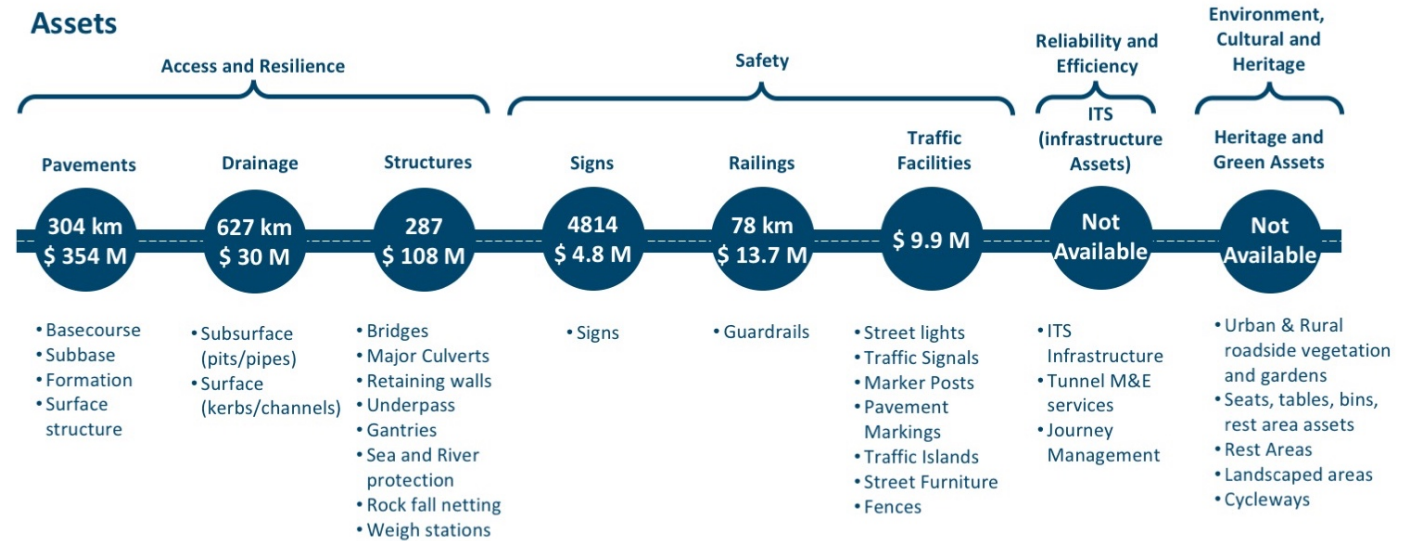 Assets
Access and Resilience
Safety
Reliability and
Efficiency
Environment,
Cultural and
Heritage
Pavements
304 km
$ 354 M
• Basecourse
• Subbase
• Formation
• Surface
structure
Drainage
627 km
$ 30 M
• Subsurface
(pits/pipes)
• Surface
(kerbs/channels)
Structures
287
$ 108 M
• Bridges
• Major Culverts
• Retaining walls
• Underpass
• Gantries
• Sea and River
protection
• Rock fall netting
• Weigh stations
Signs
4814
$ 4.8 M
• Signs
Railings
78 km
$ 13.7 M
• Guardrails
Traffic
Facilities
$ 9.9 M
• Street lights
• Traffic Signals
• Marker Posts
• Pavement
Markings
• Traffic Islands
• Street Furniture
• Fences
ITS
(infrastructure
Assets)
Not
Available
• ITS
Infrastructure
• Tunnel M&E
services
• Journey
Management
Heritage and
Green Assets
Not
Available
• Urban & Rural
roadside vegetation
and gardens
• Seats, tables, bins,
rest area assets
• Rest Areas
• Landscaped areas
• Cycleways